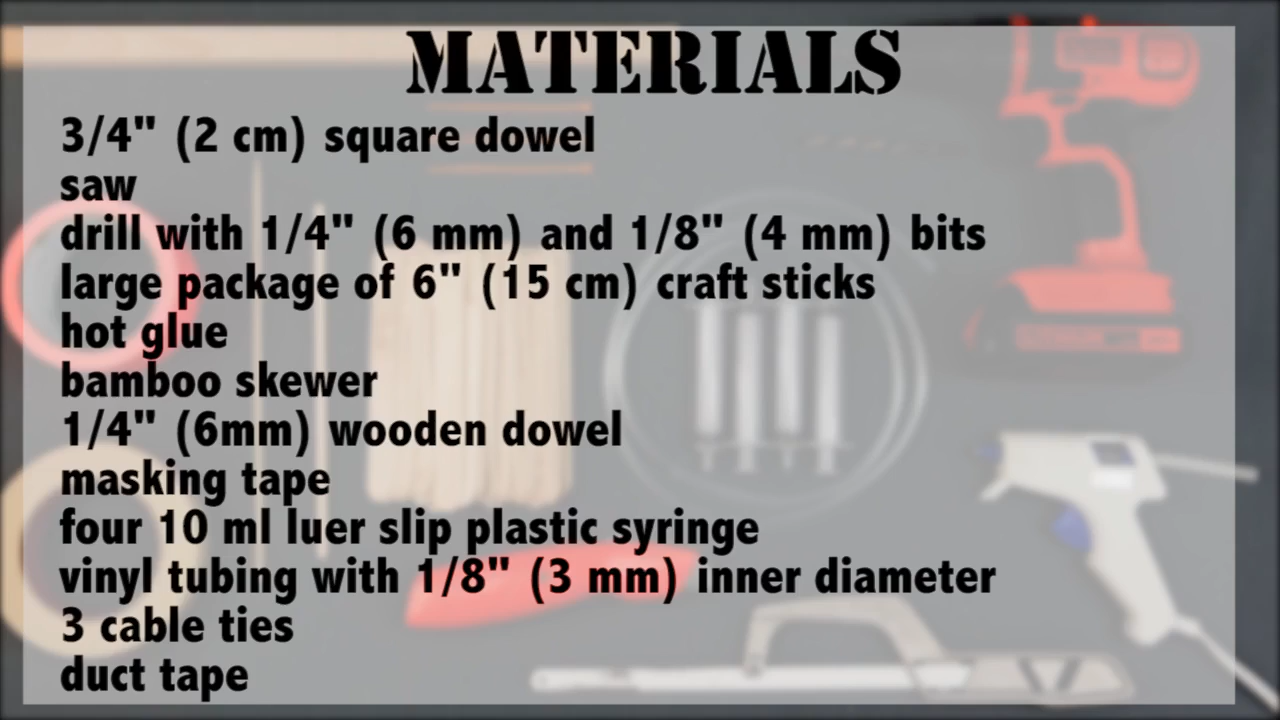 MATERIALS
3/4" (2 cm) square dowel
saw
drill with 1/4" (6 mm) and 1/8" (4 mm) bits
large package of 6" (15 cm) craft sticks
hot glue
bamboo skewer
1/4" (6mm) wooden dowel
masking tape
four 10 ml luer slip plastic syringe
vinyl tubing with 1/8" (3 mm) inner diameter
3 cable ties
duct tape